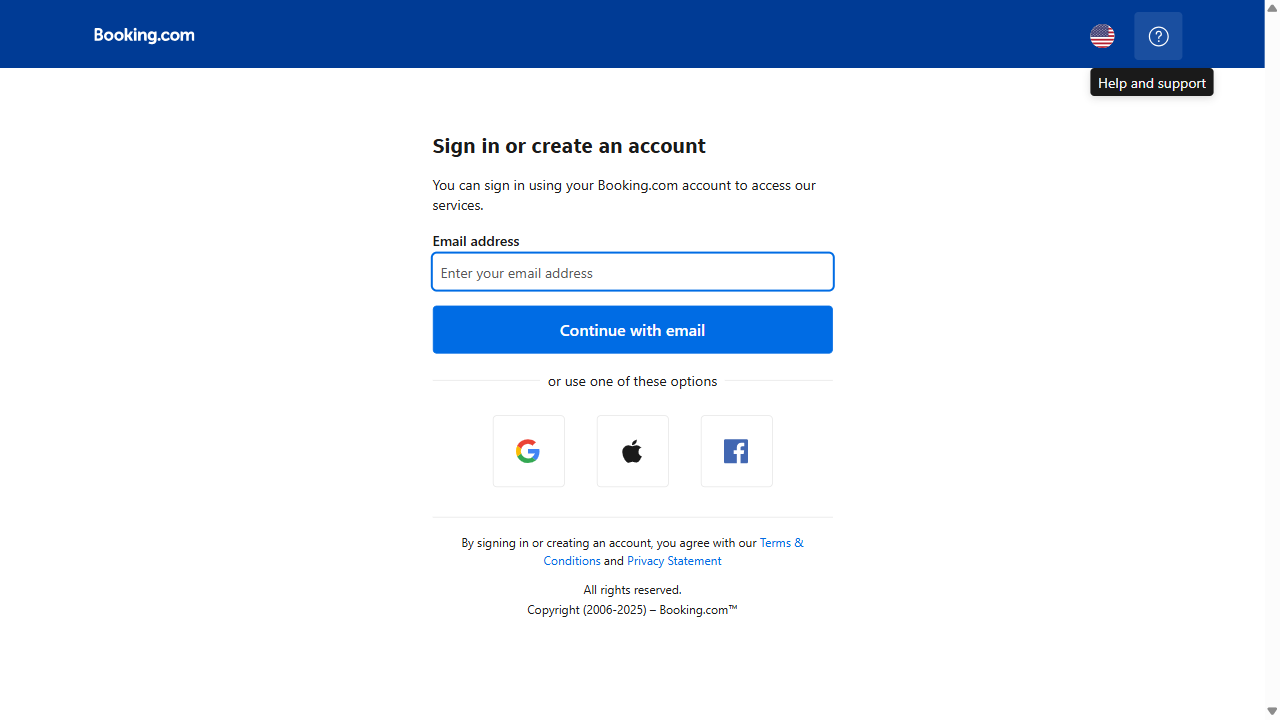 Booking.com
Help and support
Sign in or create an account
You can sign in using your Booking.com account to access our
services.
Email address
Enter your email address
Continue with email
or use one of these options
By signing in or creating an account, you agree with our Terms &
Conditions and Privacy Statement
All rights reserved.
Copyright (2006-2025) – Booking.com™